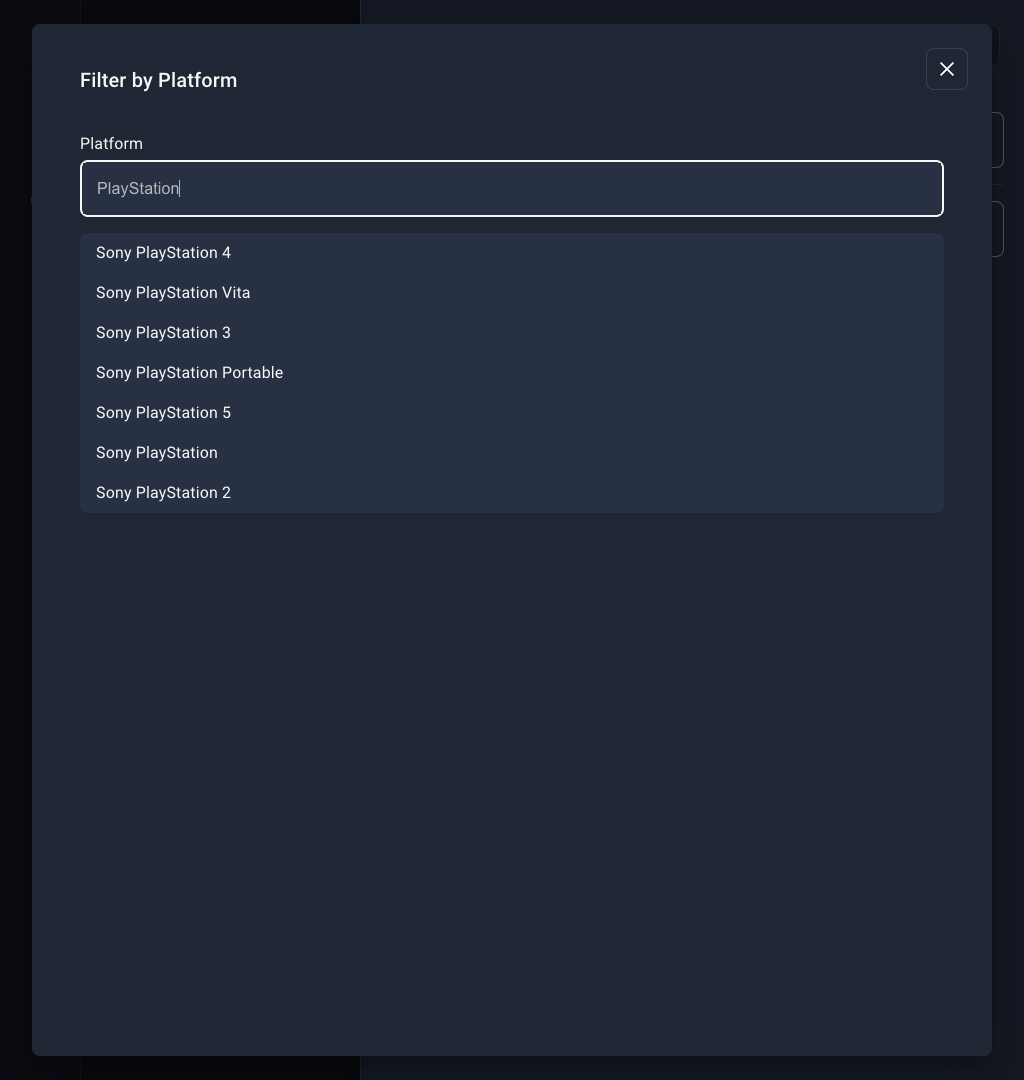 Filter by Platform
Platform
PlayStation
Sony PlayStation 4
Sony PlayStation Vita
Sony PlayStation 3
Sony PlayStation Portable
Sony PlayStation 5
Sony PlayStation
Sony PlayStation 2